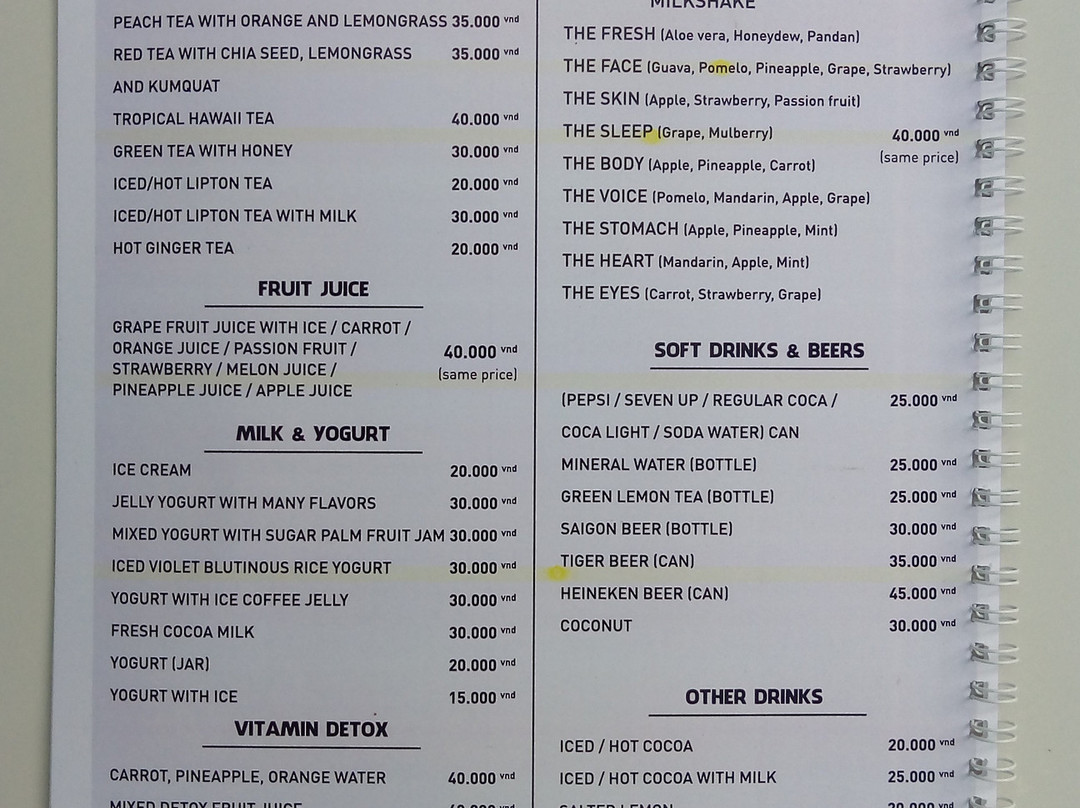 PEACH TEA WITH ORANGE AND LEMONGRASS 35.000 vnd
RED TEA WITH CHIA SEED, LEMONGRASS 35.000 vnd
AND KUMQUAT
TROPICAL HAWAII TEA 40.000 vnd
GREEN TEA WITH HONEY 30.000 vnd
ICED/HOT LIPTON TEA 20.000 vnd
ICED/HOT LIPTON TEA WITH MILK 30.000 vnd
HOT GINGER TEA 20.000 vnd
FRUIT JUICE
GRAPE FRUIT JUICE WITH ICE / CARROT /
ORANGE JUICE / PASSION FRUIT / 40.000 vnd
STRAWBERRY / MELON JUICE / (same price)
PINEAPPLE JUICE / APPLE JUICE
MILK & YOGURT
ICE CREAM 20.000 vnd
JELLY YOGURT WITH MANY FLAVORS 30.000 vnd
MIXED YOGURT WITH SUGAR PALM FRUIT JAM 30.000 vnd
ICED VIOLET BLUTINOUS RICE YOGURT 30.000 vnd
YOGURT WITH ICE COFFEE JELLY 30.000 vnd
FRESH COCOA MILK 30.000 vnd
YOGURT (JAR) 20.000 vnd
YOGURT WITH ICE 15.000 vnd
VITAMIN DETOX
CARROT, PINEAPPLE, ORANGE WATER 40.000 vnd
MIXED DETOX FRUIT JUICE
MILKSHAKE
THE FRESH (Aloe vera, Honeydew, Pandan)
THE FACE (Guava, Pomelo, Pineapple, Grape, Strawberry)
THE SKIN (Apple, Strawberry, Passion fruit)
THE SLEEP (Grape, Mulberry) 40.000 vnd
(same price)
THE BODY (Apple, Pineapple, Carrot)
THE VOICE (Pomelo, Mandarin, Apple, Grape)
THE STOMACH (Apple, Pineapple, Mint)
THE HEART (Mandarin, Apple, Mint)
THE EYES (Carrot, Strawberry, Grape)
SOFT DRINKS & BEERS
(PEPSI / SEVEN UP / REGULAR COCA / 25.000 vnd
COCA LIGHT / SODA WATER) CAN
MINERAL WATER (BOTTLE) 25.000 vnd
GREEN LEMON TEA (BOTTLE) 25.000 vnd
SAIGON BEER (BOTTLE) 30.000 vnd
TIGER BEER (CAN) 35.000 vnd
HEINEKEN BEER (CAN) 45.000 vnd
COCONUT 30.000 vnd
OTHER DRINKS
ICED / HOT COCOA 20.000 vnd
ICED / HOT COCOA WITH MILK 25.000 vnd
SALTED LEMON 20.000 vnd